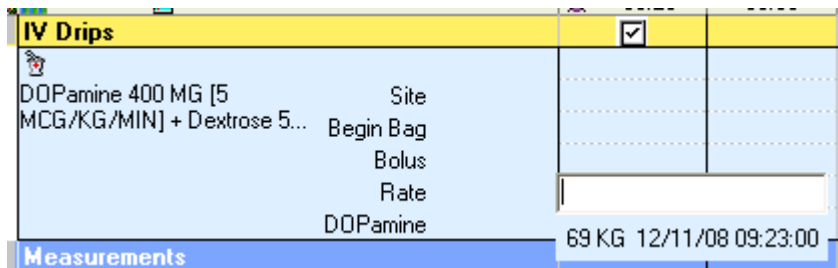 IV Drips
DOPamine 400 MG [5
MCG/KG/MIN] + Dextrose 5...
Site
Begin Bag
Bolus
Rate
DOPamine
69 KG 12/11/08 09:23:00
Measurements